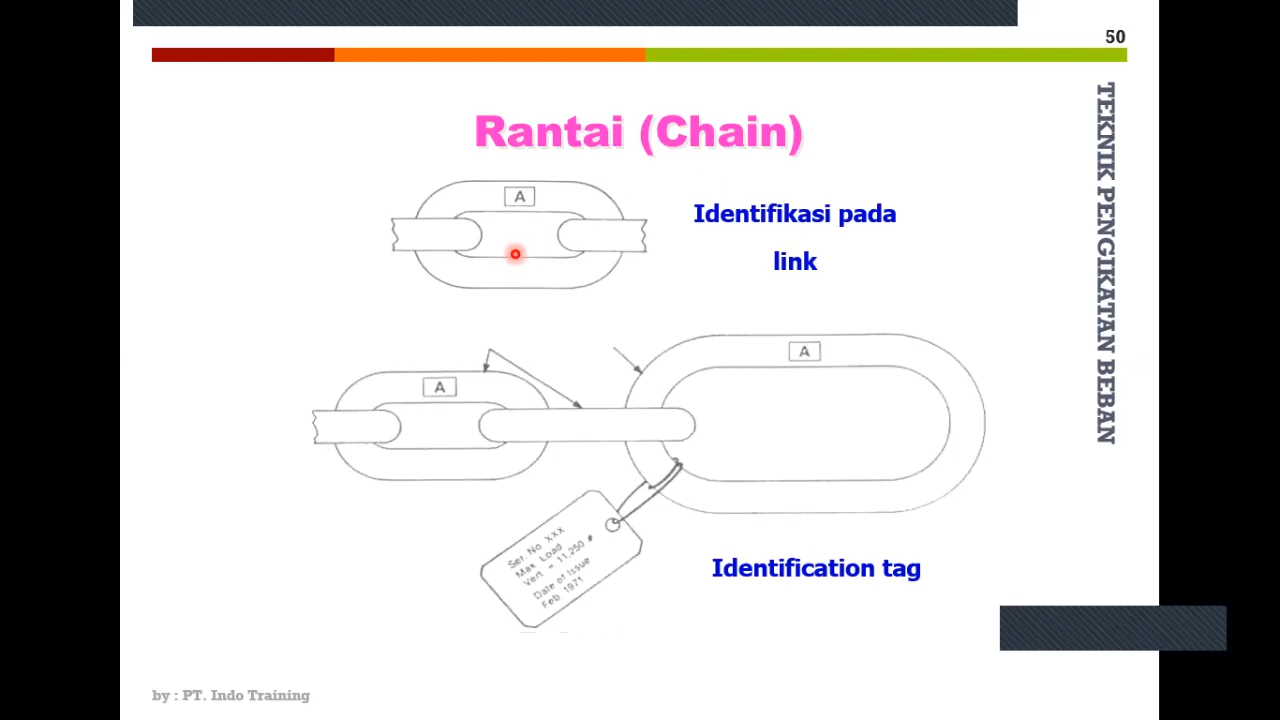 50
TEKNIK PENGIKATAN BEBAN
Rantai (Chain)
A
Identifikasi pada
link
A
A
Ser. No XXX
Max Load
Vert = 11,250 #
Date of Issue
Feb 1971
Identification tag
by : PT. Indo Training